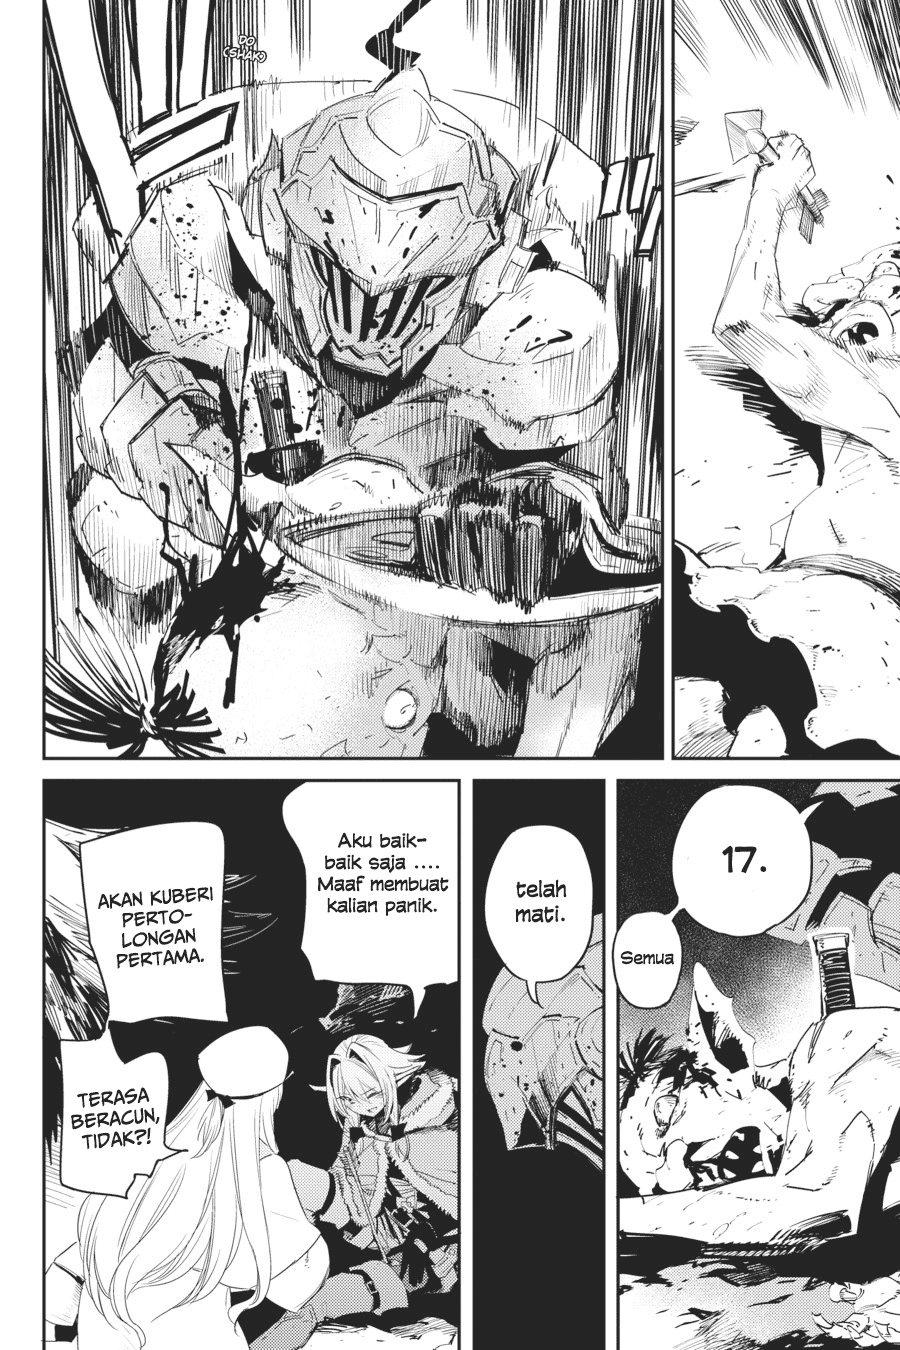 DO
(SHAK)
17.
Semua
telah
mati.
Aku baik-
baik saja ....
Maaf membuat
kalian panik.
AKAN KUBERI
PERTO-
LONGAN
PERTAMA.
TERASA
BERACUN,
TIDAK?!